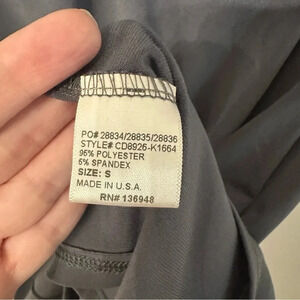 PO# 28834/28835/28836
STYLE# CD8926-K1664
95% POLYESTER
5% SPANDEX
SIZE: S
MADE IN U.S.A.
RN# 136948